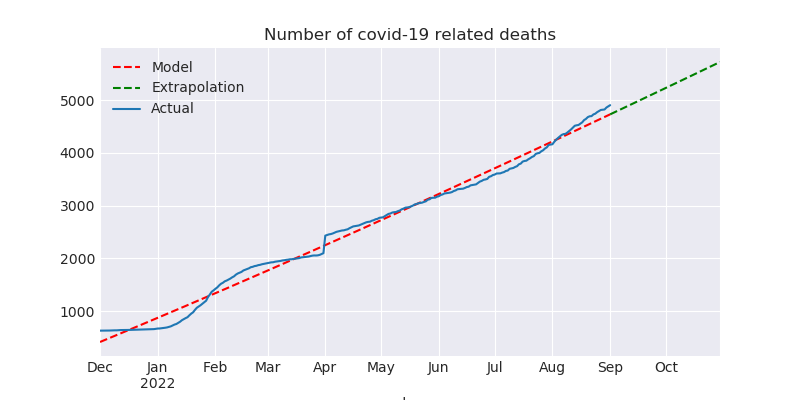 Number of covid-19 related deaths
Model
Extrapolation
Actual
5000
4000
3000
2000
1000
Dec Jan Feb Mar Apr May Jun Jul Aug Sep Oct
2022